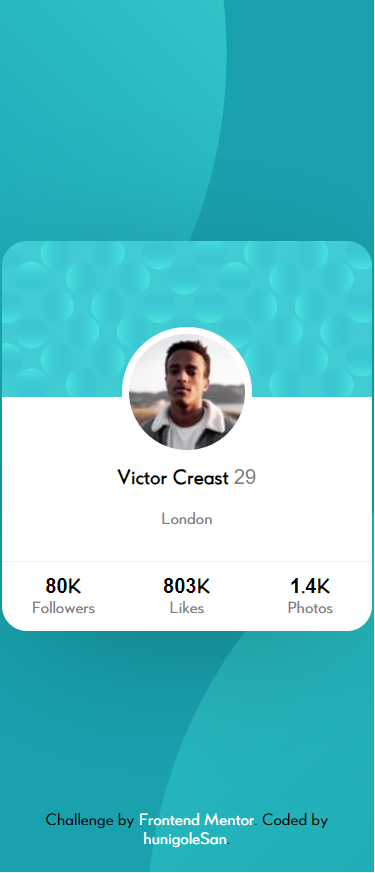 Victor Creast 29
London
80K 803K 1.4K
Followers Likes Photos
Challenge by Frontend Mentor. Coded by
hunigoleSan.